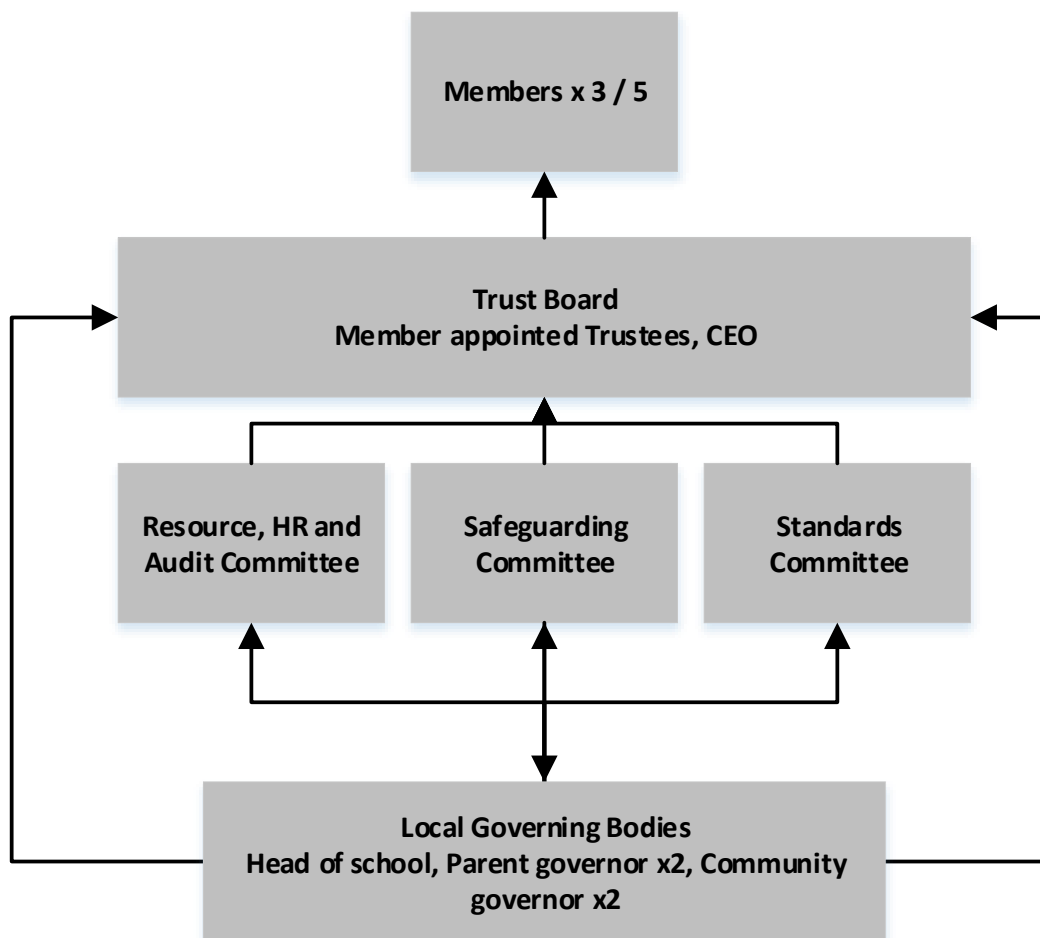 Members x 3 / 5
Trust Board
Member appointed Trustees, CEO
Resource, HR and
Audit Committee
Safeguarding
Committee
Standards
Committee
Local Governing Bodies
Head of school, Parent governor x2, Community
governor x2